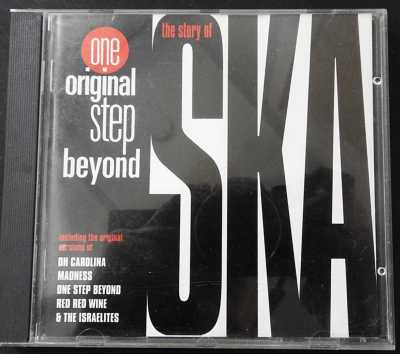 one
original
step
beyond
the story of
SKA
including the original
versions of
OH CAROLINA
MADNESS
ONE STEP BEYOND
RED RED WINE
& THE ISRAELITES